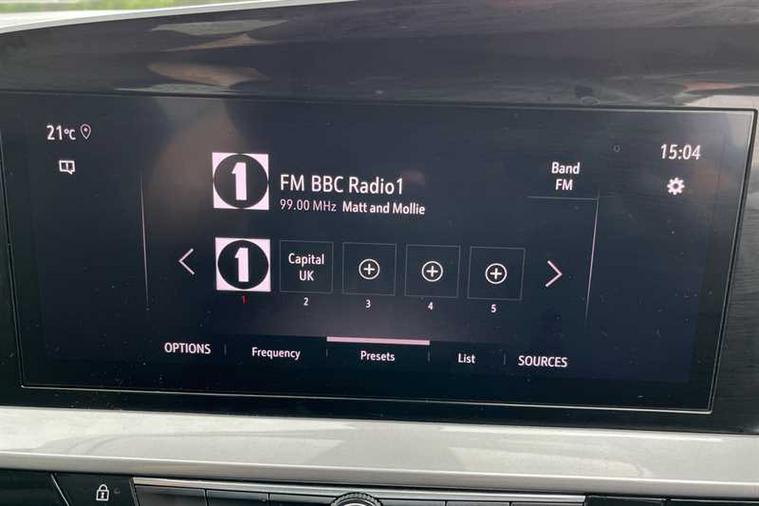 21°C
15:04
1
FM BBC Radio1
99.00 MHz Matt and Mollie
Band
FM
1
Capital
UK
1
2
3
4
5
OPTIONS
Frequency
Presets
List
SOURCES